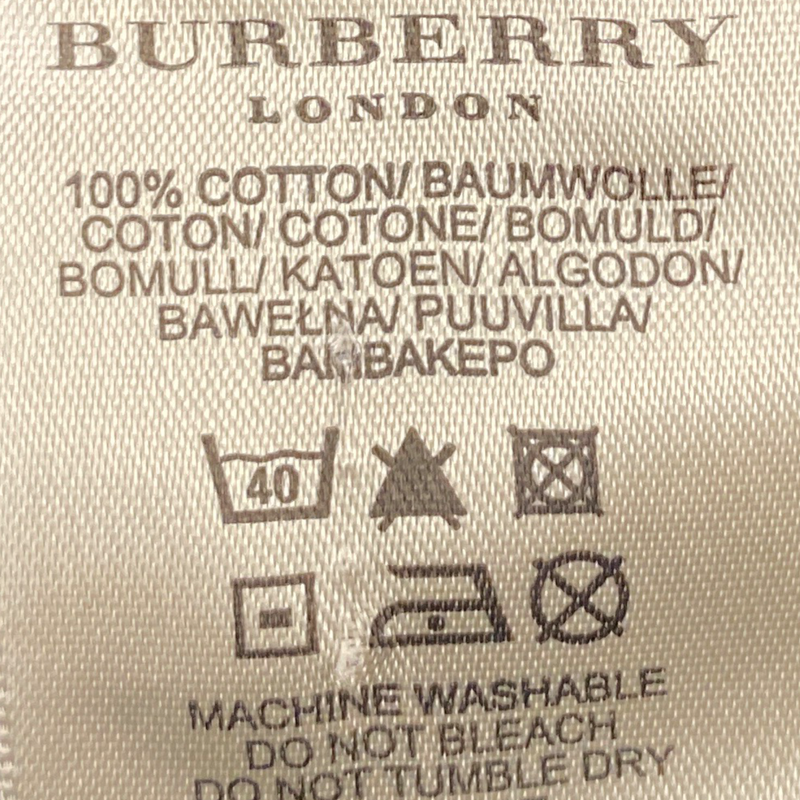 BURBERRY
LONDON
100% COTTON/ BAUMWOLLE/
COTON/ COTONE/ BOMULD/
BOMULL/ KATOEN/ ALGODON/
BAWEŁNA/ PUUVILLA/
BAMBAKEPO
40
MACHINE WASHABLE
DO NOT BLEACH
DO NOT TUMBLE DRY